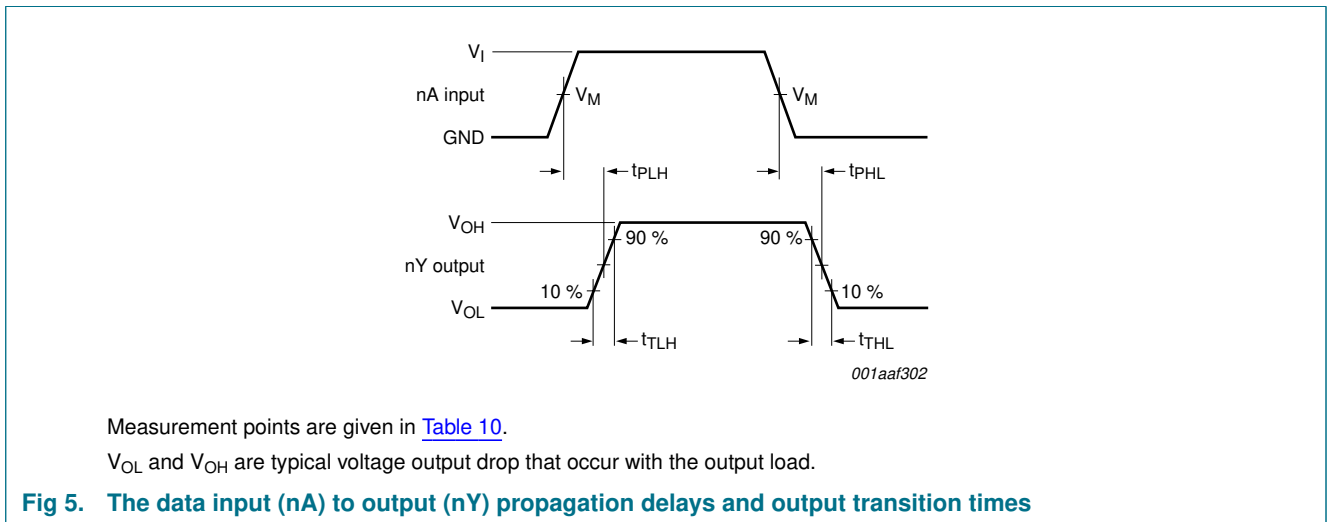 VI
nA input
VM
VM
GND
tPLH
tPHL
VOH
90 %
90 %
nY output
10 %
10 %
VOL
tTLH
tTHL
001aaf302
Measurement points are given in Table 10.
VOL and VOH are typical voltage output drop that occur with the output load.
Fig 5. The data input (nA) to output (nY) propagation delays and output transition times